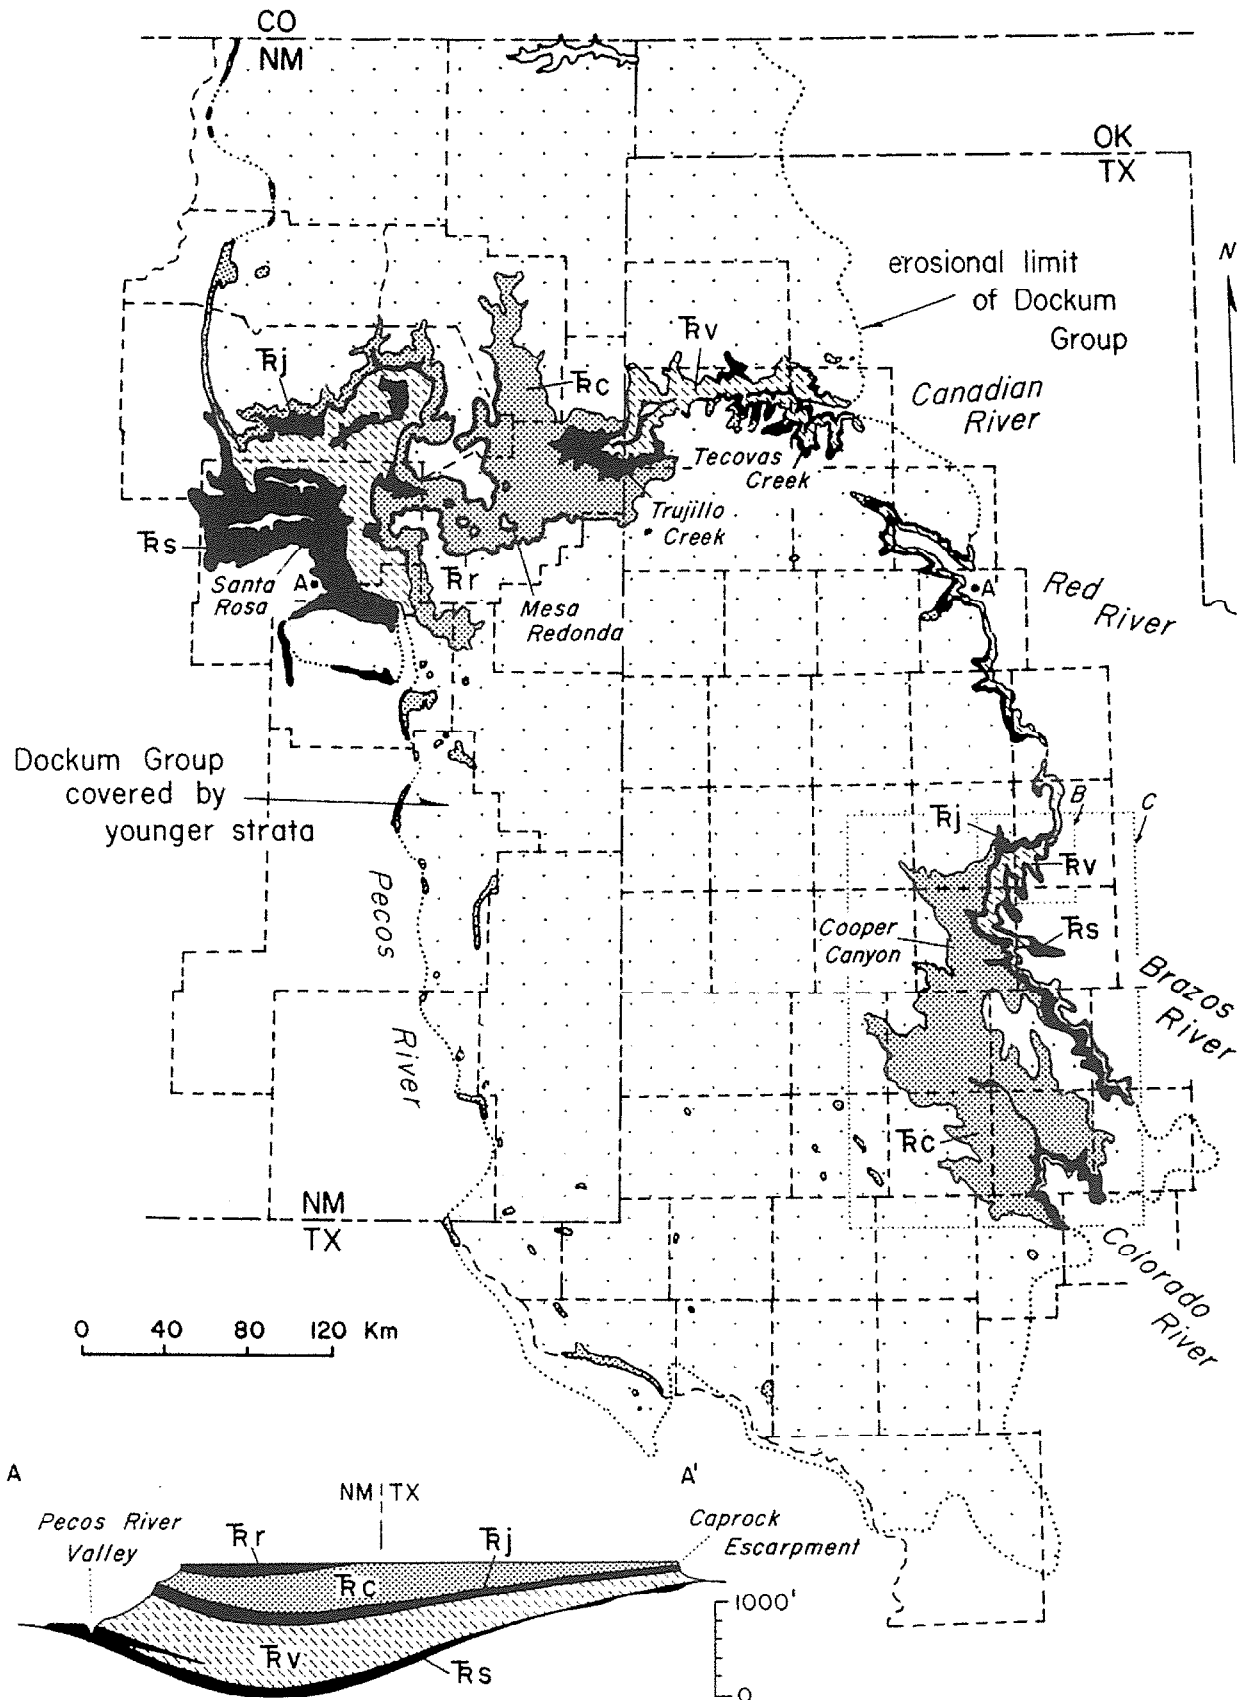 CO
NM
OK
TX
N
erosional limit
of Dockum
Group
TRv
TRj
TRc
Canadian
River
Tecovas
Creek
Trujillo
Creek
TRs
Santa
Rosa
A
TRr
Mesa
Redonda
A'
Red
River
Dockum Group
covered by
younger strata
TRj
B
C
TRv
Pecos
River
Cooper
Canyon
TRs
Brazos
River
TRc
NM
TX
Colorado
River
0 40 80 120 Km
A
A'
NM TX
Pecos River
Valley
TRr
TRj
Caprock
Escarpment
TRc
1000'
TRv
TRs
0